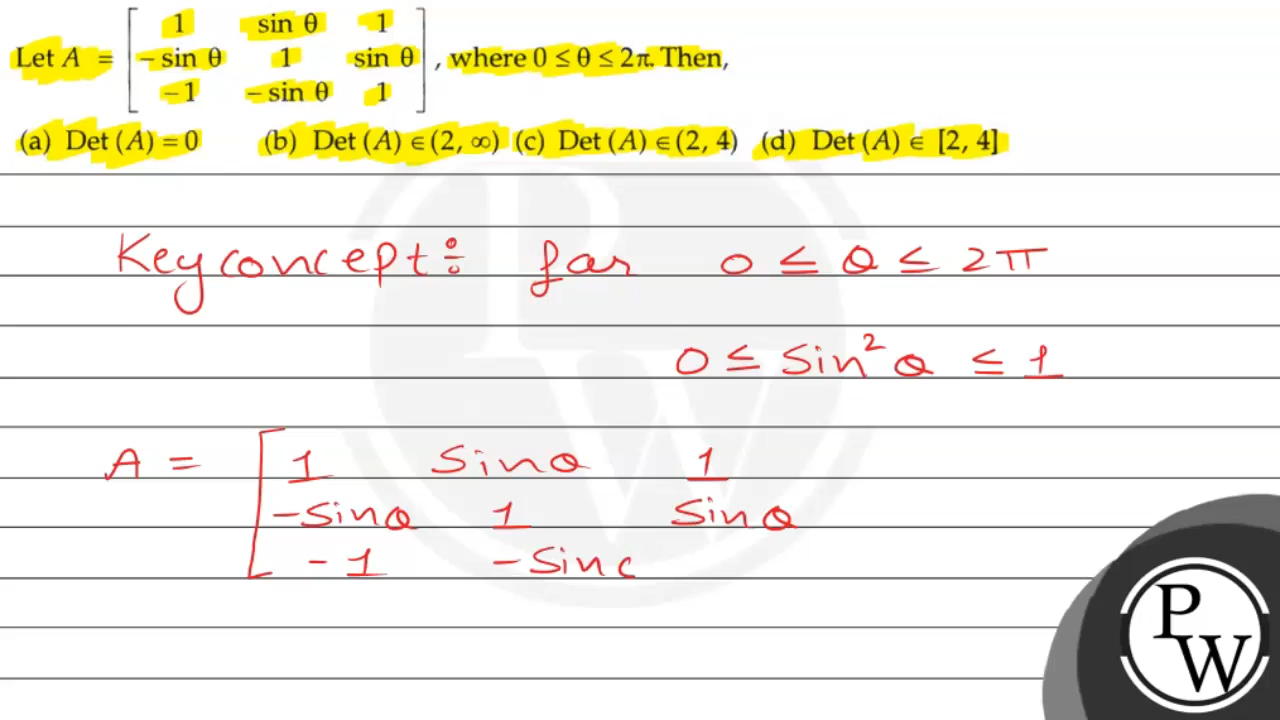 1 sin θ 1
Let A = − sin θ 1 sin θ , where 0 ≤ θ ≤ 2π. Then,
−1 − sin θ 1
(a) Det (A) = 0 (b) Det (A) ∈ (2, ∞) (c) Det (A) ∈ (2, 4) (d) Det (A) ∈ [2, 4]
Key concept÷ for 0 ≤ θ ≤ 2π
0 ≤ sin² θ ≤ 1
A = [ 1 sinθ 1
-sinθ 1 sinθ
-1 -sinc
P
W